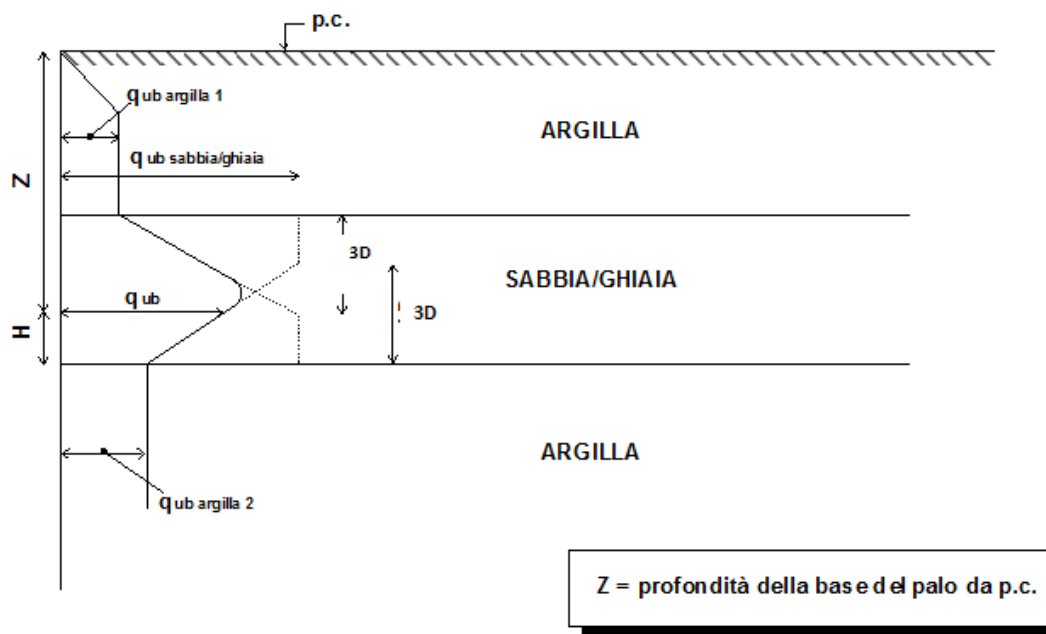 p.c.
q ub argilla 1
ARGILLA
q ub sabbia/ghiaia
Z
3D
SABBIA/GHIAIA
q ub
3D
H
ARGILLA
q ub argilla 2
Z = profondità della base del palo da p.c.